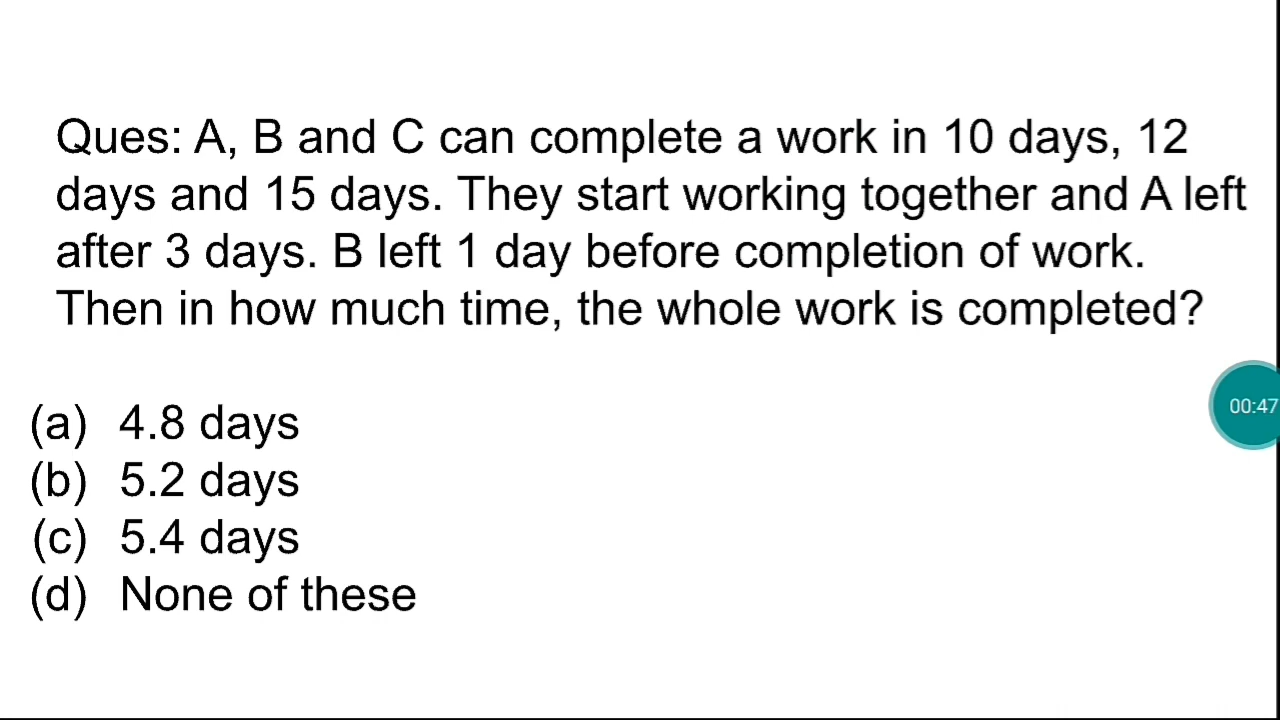 Ques: A, B and C can complete a work in 10 days, 12
days and 15 days. They start working together and A left
after 3 days. B left 1 day before completion of work.
Then in how much time, the whole work is completed?
00:47
(a) 4.8 days
(b) 5.2 days
(c) 5.4 days
(d) None of these